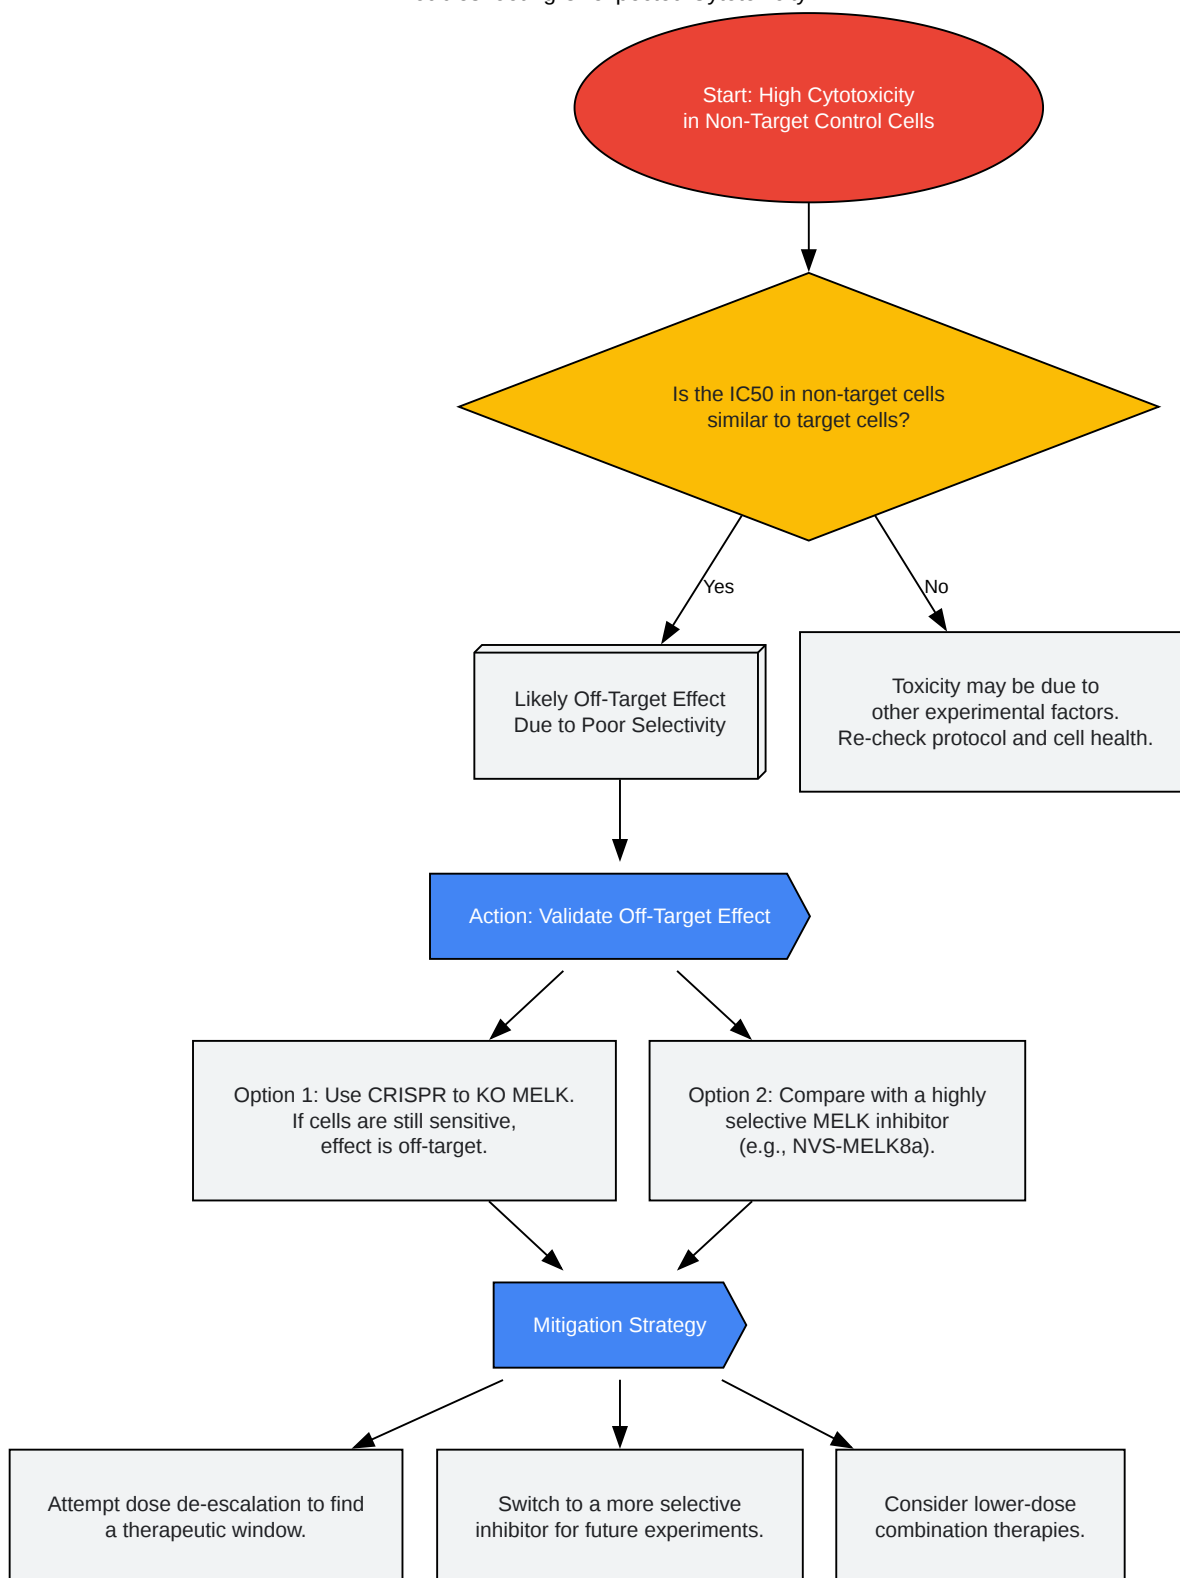 Start: High Cytotoxicity
in Non-Target Control Cells
Is the IC50 in non-target cells
similar to target cells?
Yes
No
Likely Off-Target Effect
Due to Poor Selectivity
Toxicity may be due to
other experimental factors.
Re-check protocol and cell health.
Action: Validate Off-Target Effect
Option 1: Use CRISPR to KO MELK.
If cells are still sensitive,
effect is off-target.
Option 2: Compare with a highly
selective MELK inhibitor
(e.g., NVS-MELK8a).
Mitigation Strategy
Attempt dose de-escalation to find
a therapeutic window.
Switch to a more selective
inhibitor for future experiments.
Consider lower-dose
combination therapies.